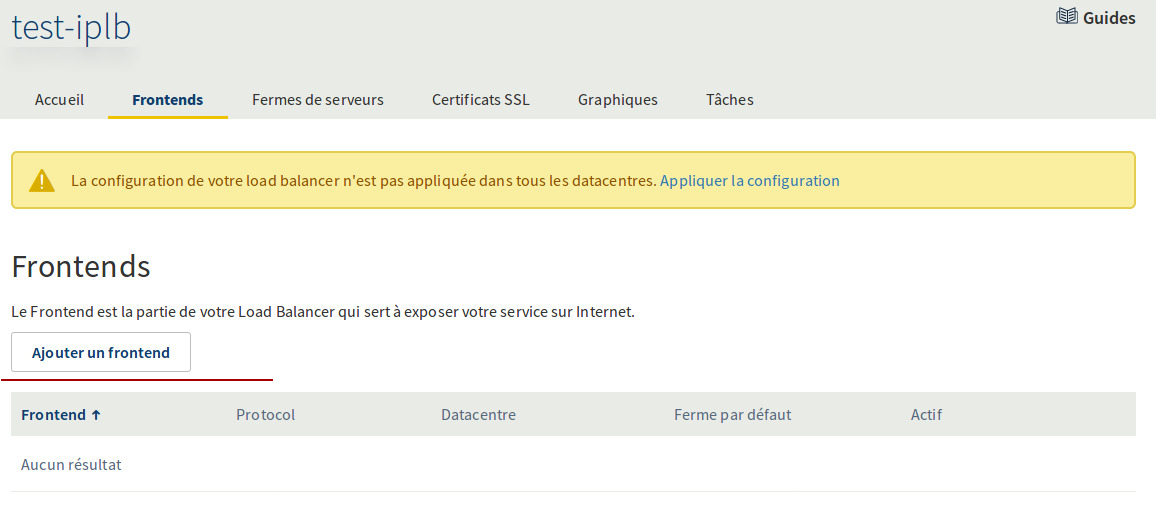 test-iplb
Guides
Accueil Frontends Fermes de serveurs Certificats SSL Graphiques Tâches
La configuration de votre load balancer n'est pas appliquée dans tous les datacentres. Appliquer la configuration
Frontends
Le Frontend est la partie de votre Load Balancer qui sert à exposer votre service sur Internet.
Ajouter un frontend
Frontend ↑ Protocol Datacentre Ferme par défaut Actif
Aucun résultat